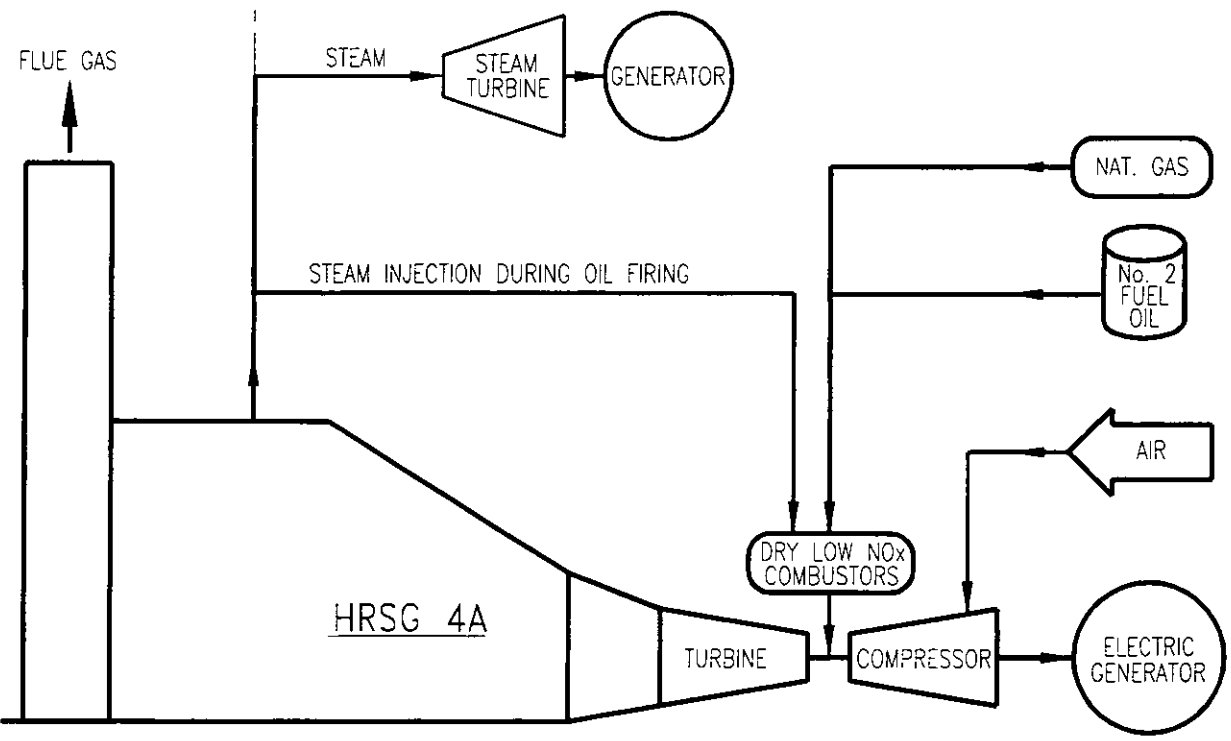 FLUE GAS
STEAM
STEAM
TURBINE
GENERATOR
NAT. GAS
STEAM INJECTION DURING OIL FIRING
No. 2
FUEL
OIL
AIR
DRY LOW NOx
COMBUSTORS
HRSG 4A
TURBINE
COMPRESSOR
ELECTRIC
GENERATOR